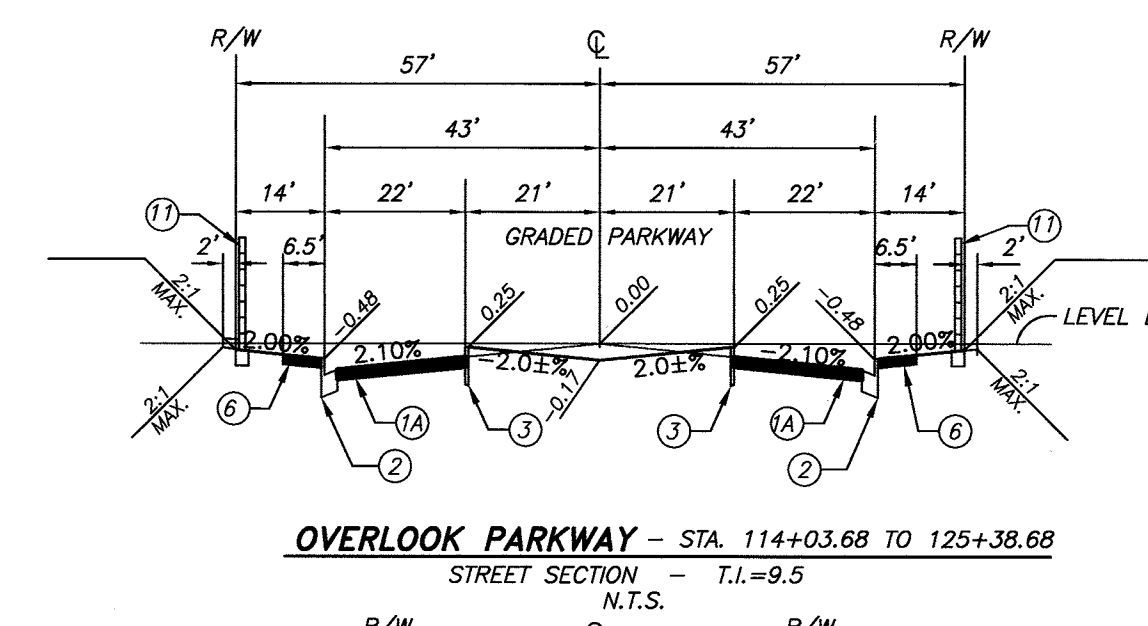 R/W ℄ R/W
57' 57'
43' 43'
14' 22' 21' 21' 22' 14'
11 11
2' 6.5' GRADED PARKWAY 6.5' 2'
2:1 MAX. -0.48 0.25 0.00 0.25 -0.48 2:1 MAX.
LEVEL
2.00% 2.10% -2.0±% 2.0±% -2.10% 2.00%
-0.17
2:1 MAX. 2:1 MAX.
6 1A 3 3 1A 6
2 2
OVERLOOK PARKWAY - STA. 114+03.68 TO 125+38.68
STREET SECTION - T.I.=9.5
N.T.S.
R/W R/W